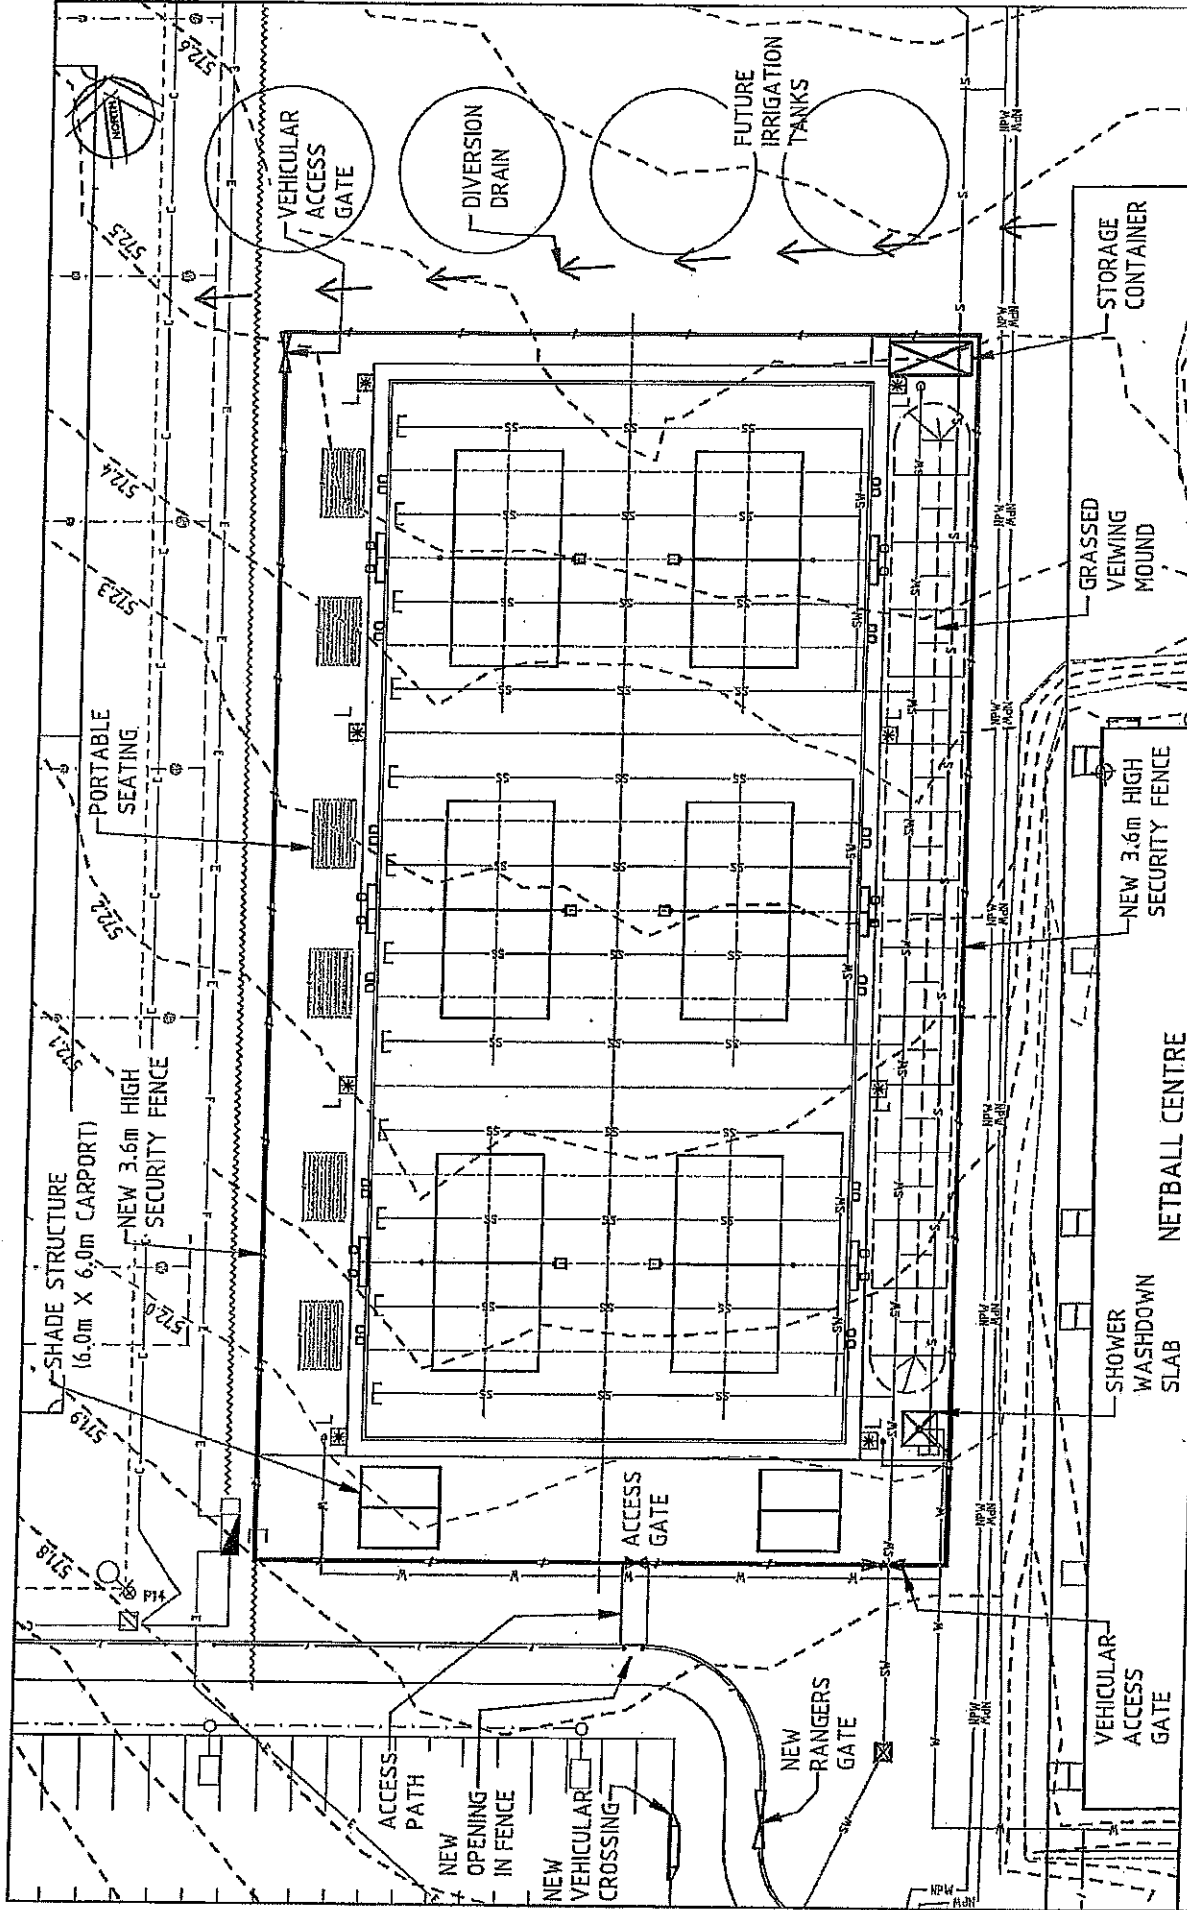 NORTH
572.6
572.5
572.4
572.3
572.2
572.1
572.0
571.9
571.8
VEHICULAR
ACCESS
GATE
DIVERSION
DRAIN
FUTURE
IRRIGATION
TANKS
STORAGE
CONTAINER
PORTABLE
SEATING
GRASSED
VEIWING
MOUND
NEW 3.6m HIGH
SECURITY FENCE
SHADE STRUCTURE
(6.0m X 6.0m CARPORT)
NEW 3.6m HIGH
SECURITY FENCE
NETBALL CENTRE
SHOWER
WASHDOWN
SLAB
ACCESS
GATE
ACCESS
PATH
NEW
OPENING
IN FENCE
NEW
VEHICULAR
CROSSING
NEW
RANGERS
GATE
VEHICULAR
ACCESS
GATE